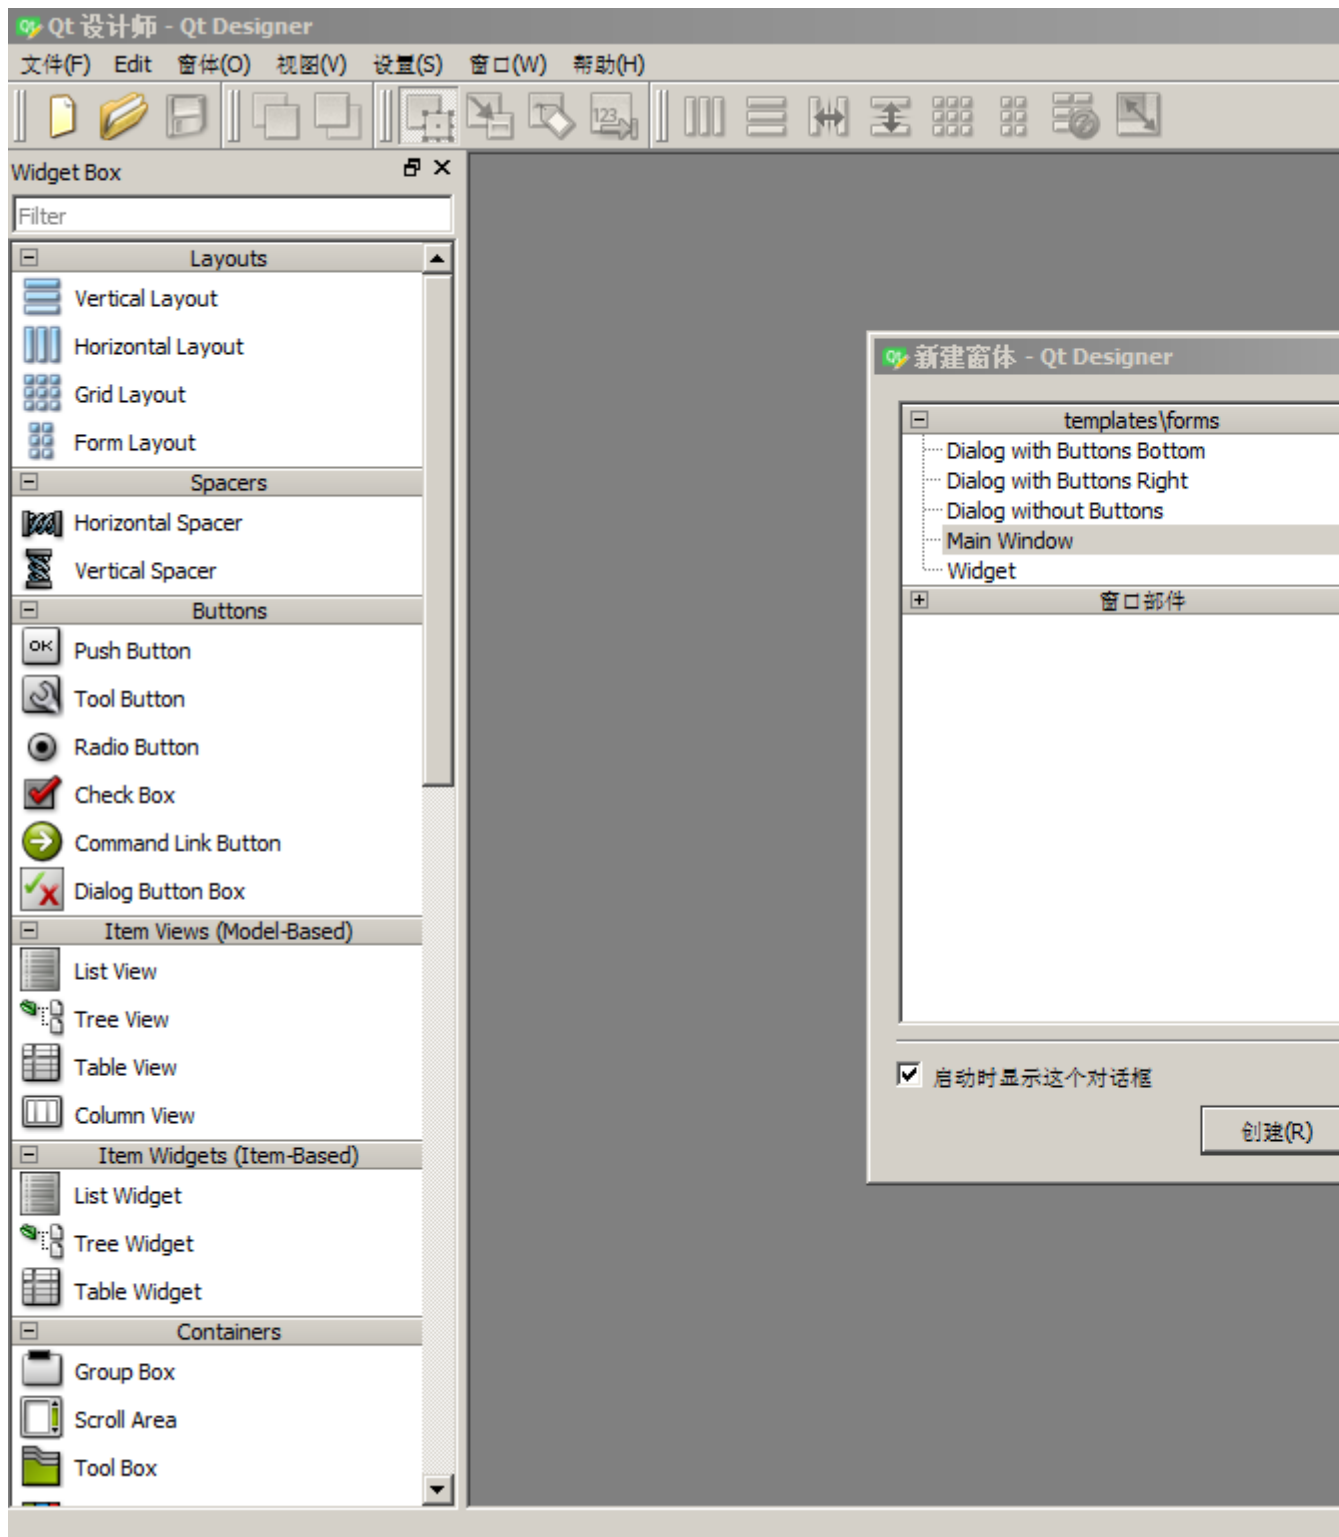 Qt 设计师 - Qt Designer
文件(F) Edit 窗体(O) 视图(V) 设置(S) 窗口(W) 帮助(H)
123
Widget Box
Filter
Layouts
Vertical Layout
Horizontal Layout
Grid Layout
Form Layout
Spacers
Horizontal Spacer
Vertical Spacer
Buttons
OK Push Button
Tool Button
Radio Button
Check Box
Command Link Button
Dialog Button Box
Item Views (Model-Based)
List View
Tree View
Table View
Column View
Item Widgets (Item-Based)
List Widget
Tree Widget
Table Widget
Containers
Group Box
Scroll Area
Tool Box
Qt 新建窗体 - Qt Designer
templates\forms
Dialog with Buttons Bottom
Dialog with Buttons Right
Dialog without Buttons
Main Window
Widget
窗口部件
启动时显示这个对话框
创建(R)